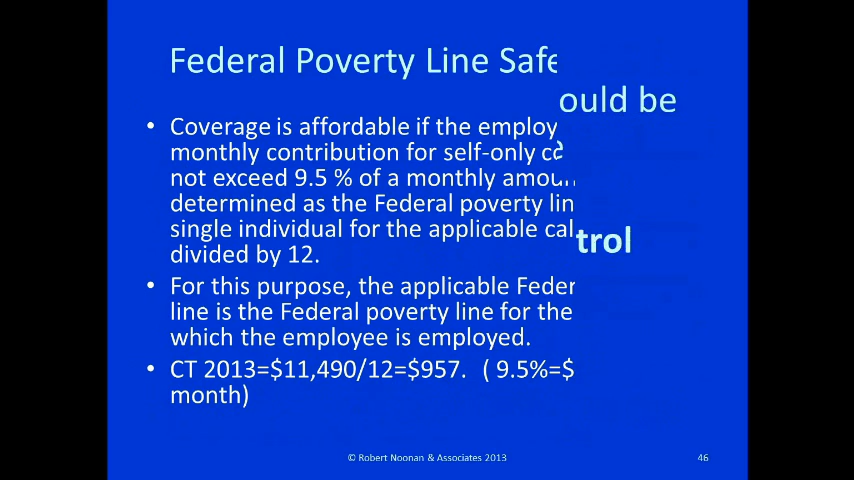 Federal Poverty Line Safe
ould be
Coverage is affordable if the employ
monthly contribution for self-only
not exceed 9.5 % of a monthly
determined as the Federal poverty lin
single individual for the applicable cal
trol
divided by 12.
For this purpose, the applicable Feder
line is the Federal poverty line for the
which the employee is employed.
CT 2013=$11,490/12=$957. ( 9.5%=$
month)
© Robert Noonan & Associates 2013
46